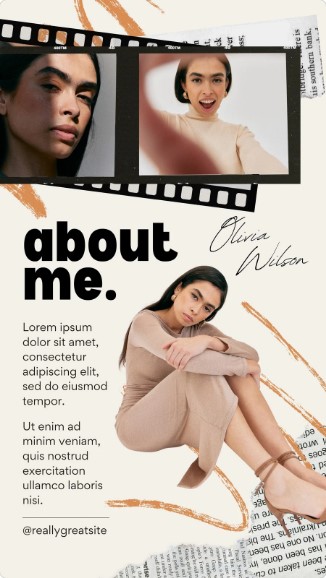 about
me.
Olivia
Wilson
Lorem ipsum
dolor sit amet,
consectetur
adipiscing elit,
sed do eiusmod
tempor.
Ut enim ad
minim veniam,
quis nostrud
exercitation
ullamco laboris
nisi.
@reallygreatsite